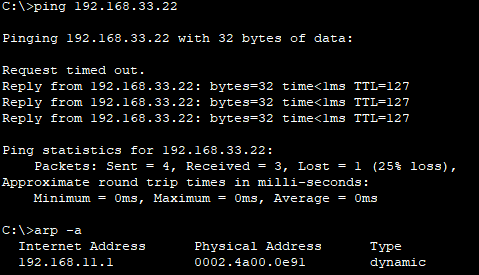 C:\>ping 192.168.33.22
Pinging 192.168.33.22 with 32 bytes of data:
Request timed out.
Reply from 192.168.33.22: bytes=32 time<1ms TTL=127
Reply from 192.168.33.22: bytes=32 time<1ms TTL=127
Reply from 192.168.33.22: bytes=32 time<1ms TTL=127
Ping statistics for 192.168.33.22:
Packets: Sent = 4, Received = 3, Lost = 1 (25% loss),
Approximate round trip times in milli-seconds:
Minimum = 0ms, Maximum = 0ms, Average = 0ms
C:\>arp -a
Internet Address Physical Address Type
192.168.11.1 0002.4a00.0e91 dynamic